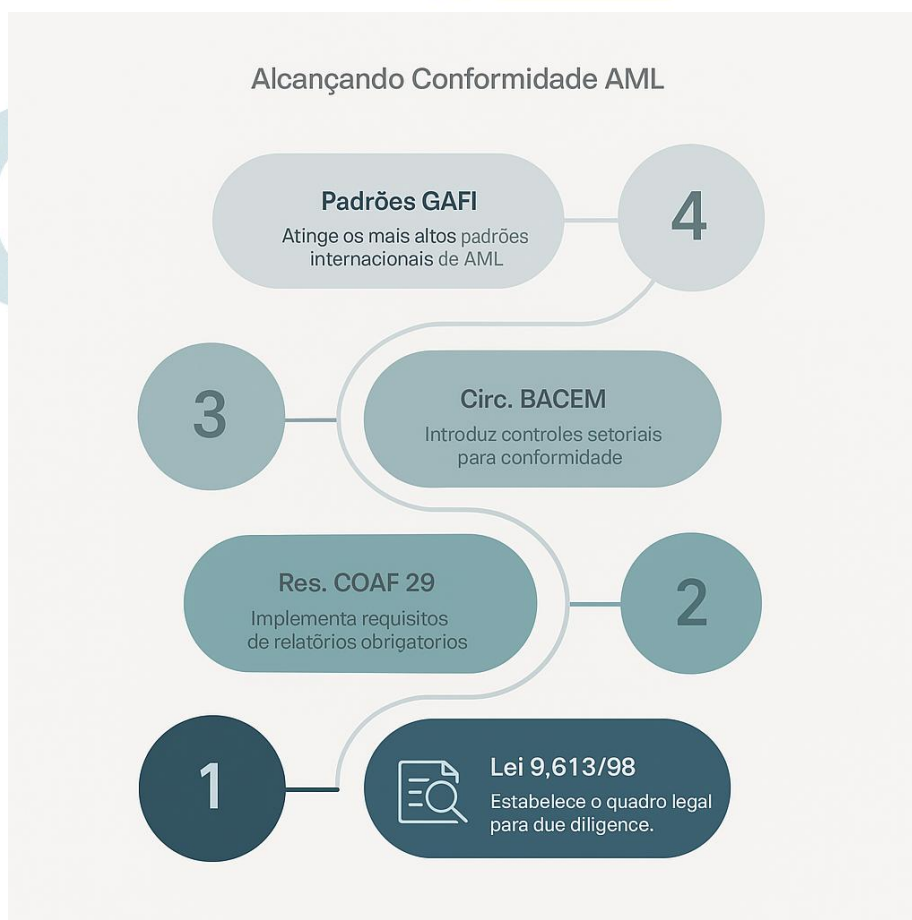 Alcançando Conformidade AML
Padrões GAFI
Atinge os mais altos padrões
internacionais de AML
4
3
Circ. BACEM
Introduz controles setoriais
para conformidade
Res. COAF 29
Implementa requisitos
de relatõrios obrigatorios
2
1
Lei 9,613/98
Estabelece o quadro legal
para due diligence.